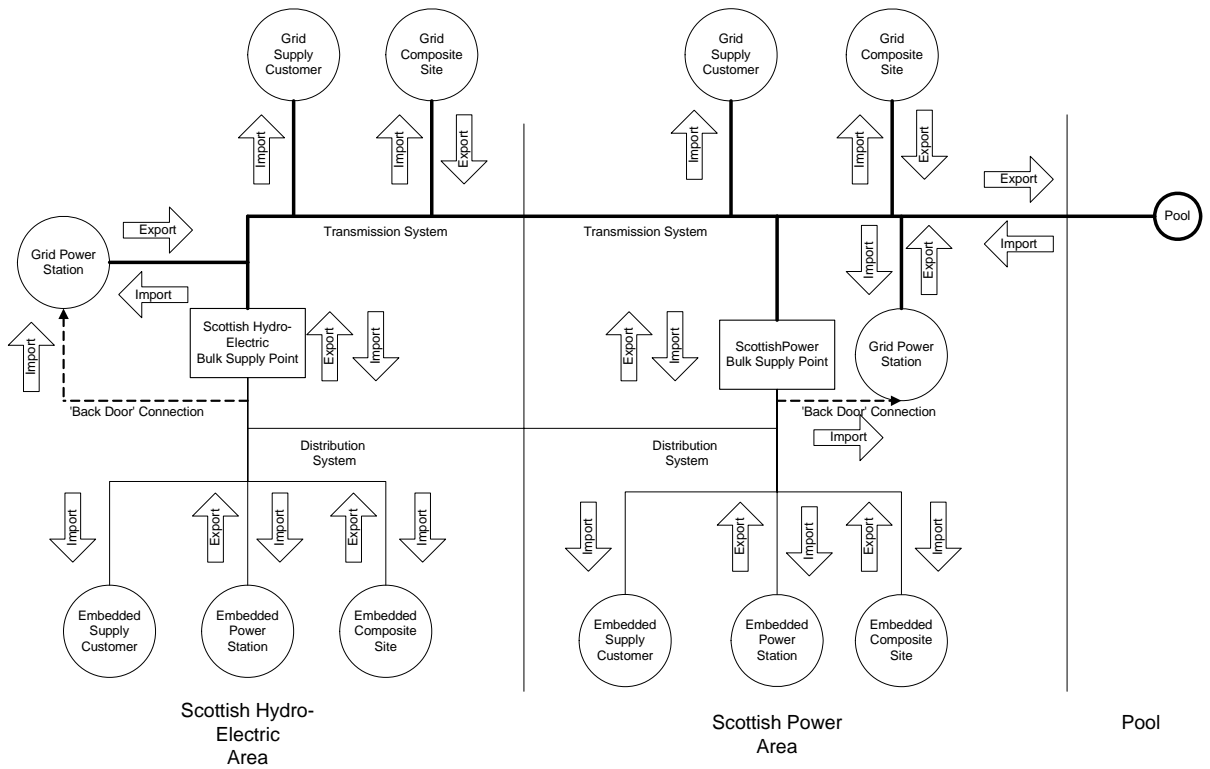 Grid
Supply
Customer
Grid
Composite
Site
Grid
Supply
Customer
Grid
Composite
Site
Import
Import
Export
Import
Import
Export
Export
Export
Pool
Transmission System
Transmission System
Grid Power
Station
Import
Import
Export
Import
Scottish Hydro-
Electric
Bulk Supply Point
Export
Import
Export
Import
ScottishPower
Bulk Supply Point
Grid Power
Station
Import
'Back Door' Connection
'Back Door' Connection
Import
Distribution
System
Distribution
System
Import
Export
Import
Export
Import
Import
Export
Import
Export
Import
Embedded
Supply
Customer
Embedded
Power
Station
Embedded
Composite
Site
Embedded
Supply
Customer
Embedded
Power
Station
Embedded
Composite
Site
Scottish Hydro-
Electric
Area
Scottish Power
Area
Pool